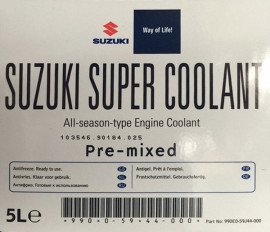 SUZUKI
Way of Life!
SUZUKI SUPER COOLANT
All-season-type Engine Coolant
103546.90184.025
Pre-mixed
Antifreeze. Ready to use.
Antivries. Klaar voor gebruik.
Антифриз. Готовый к использованию
Antigel. Prêt à l'emploi.
Frostschutzmittel. Gebrauchsfertig.
5L℮
+990-0-59-44-000